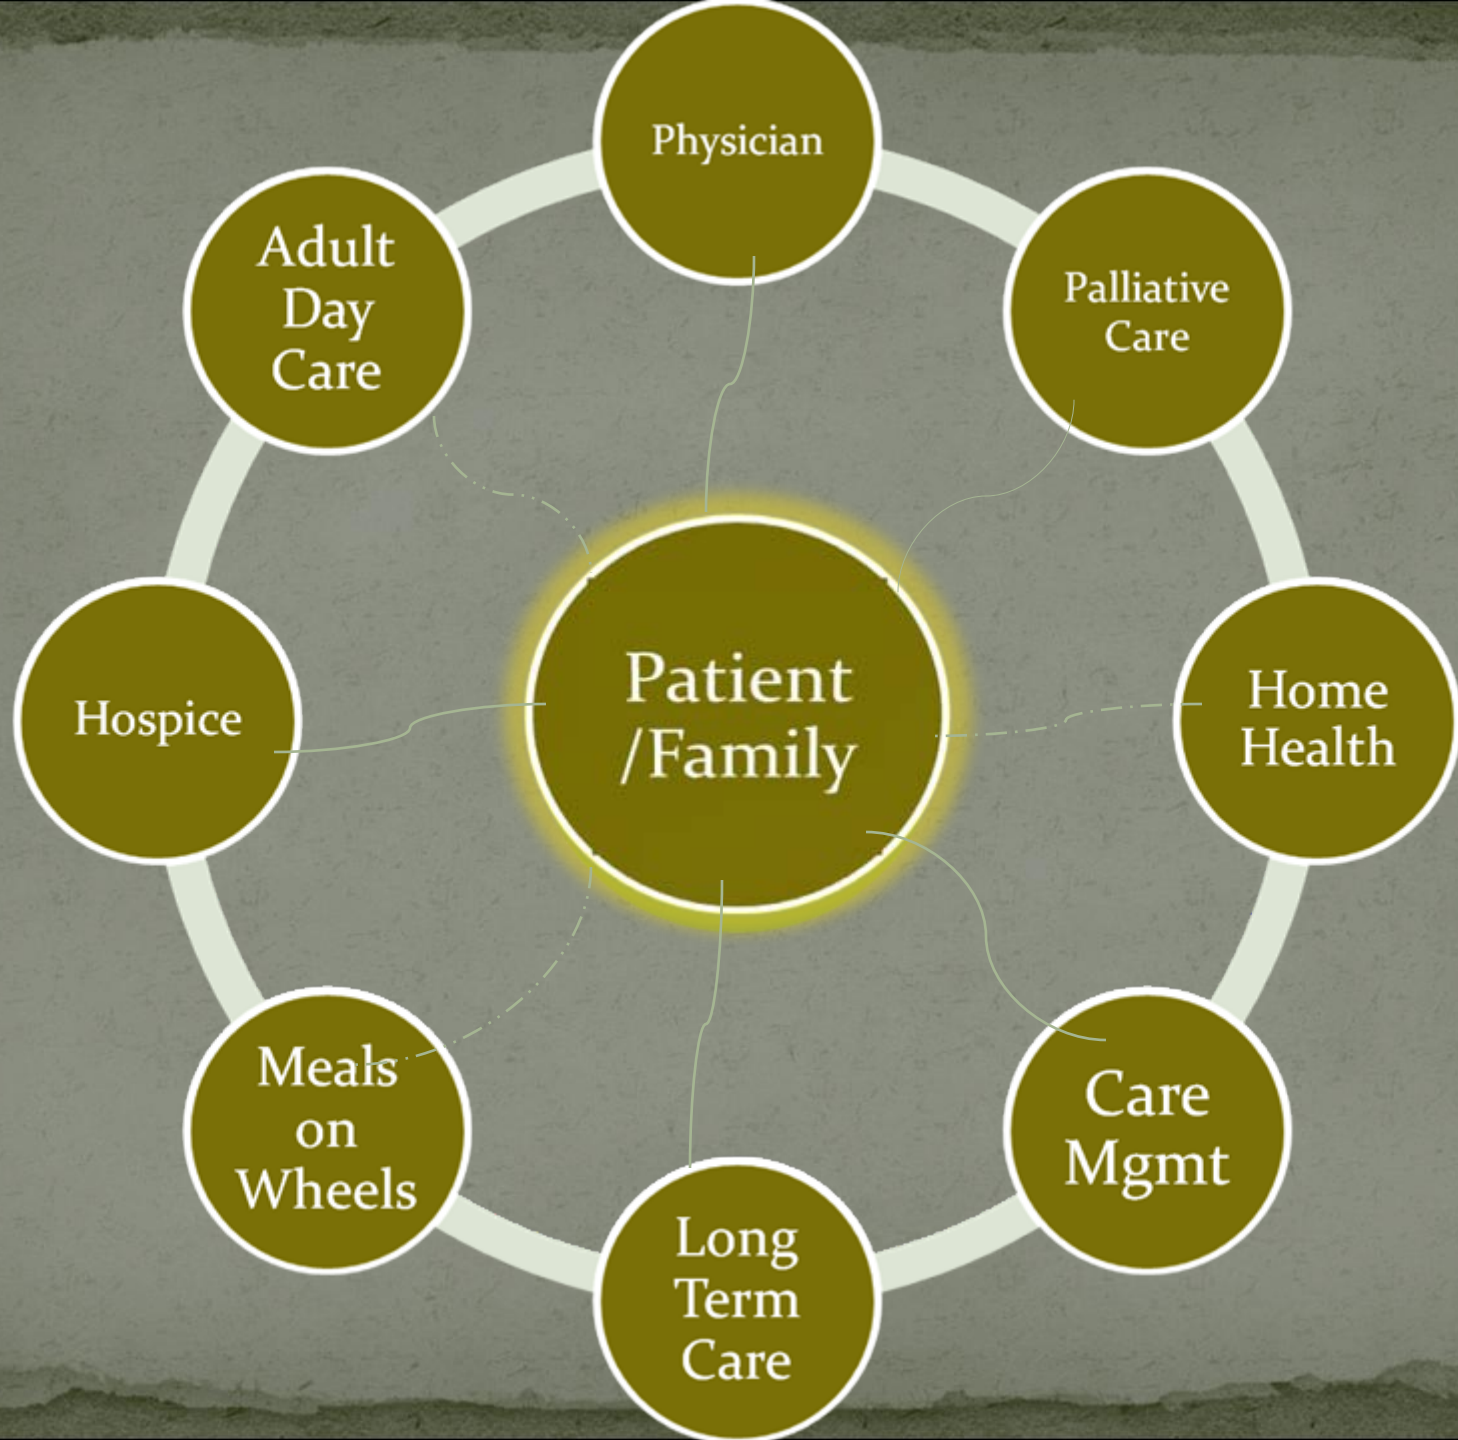 Physician
Palliative
Care
Home
Health
Care
Mgmt
Long
Term
Care
Meals
on
Wheels
Hospice
Adult
Day
Care
Patient
/Family